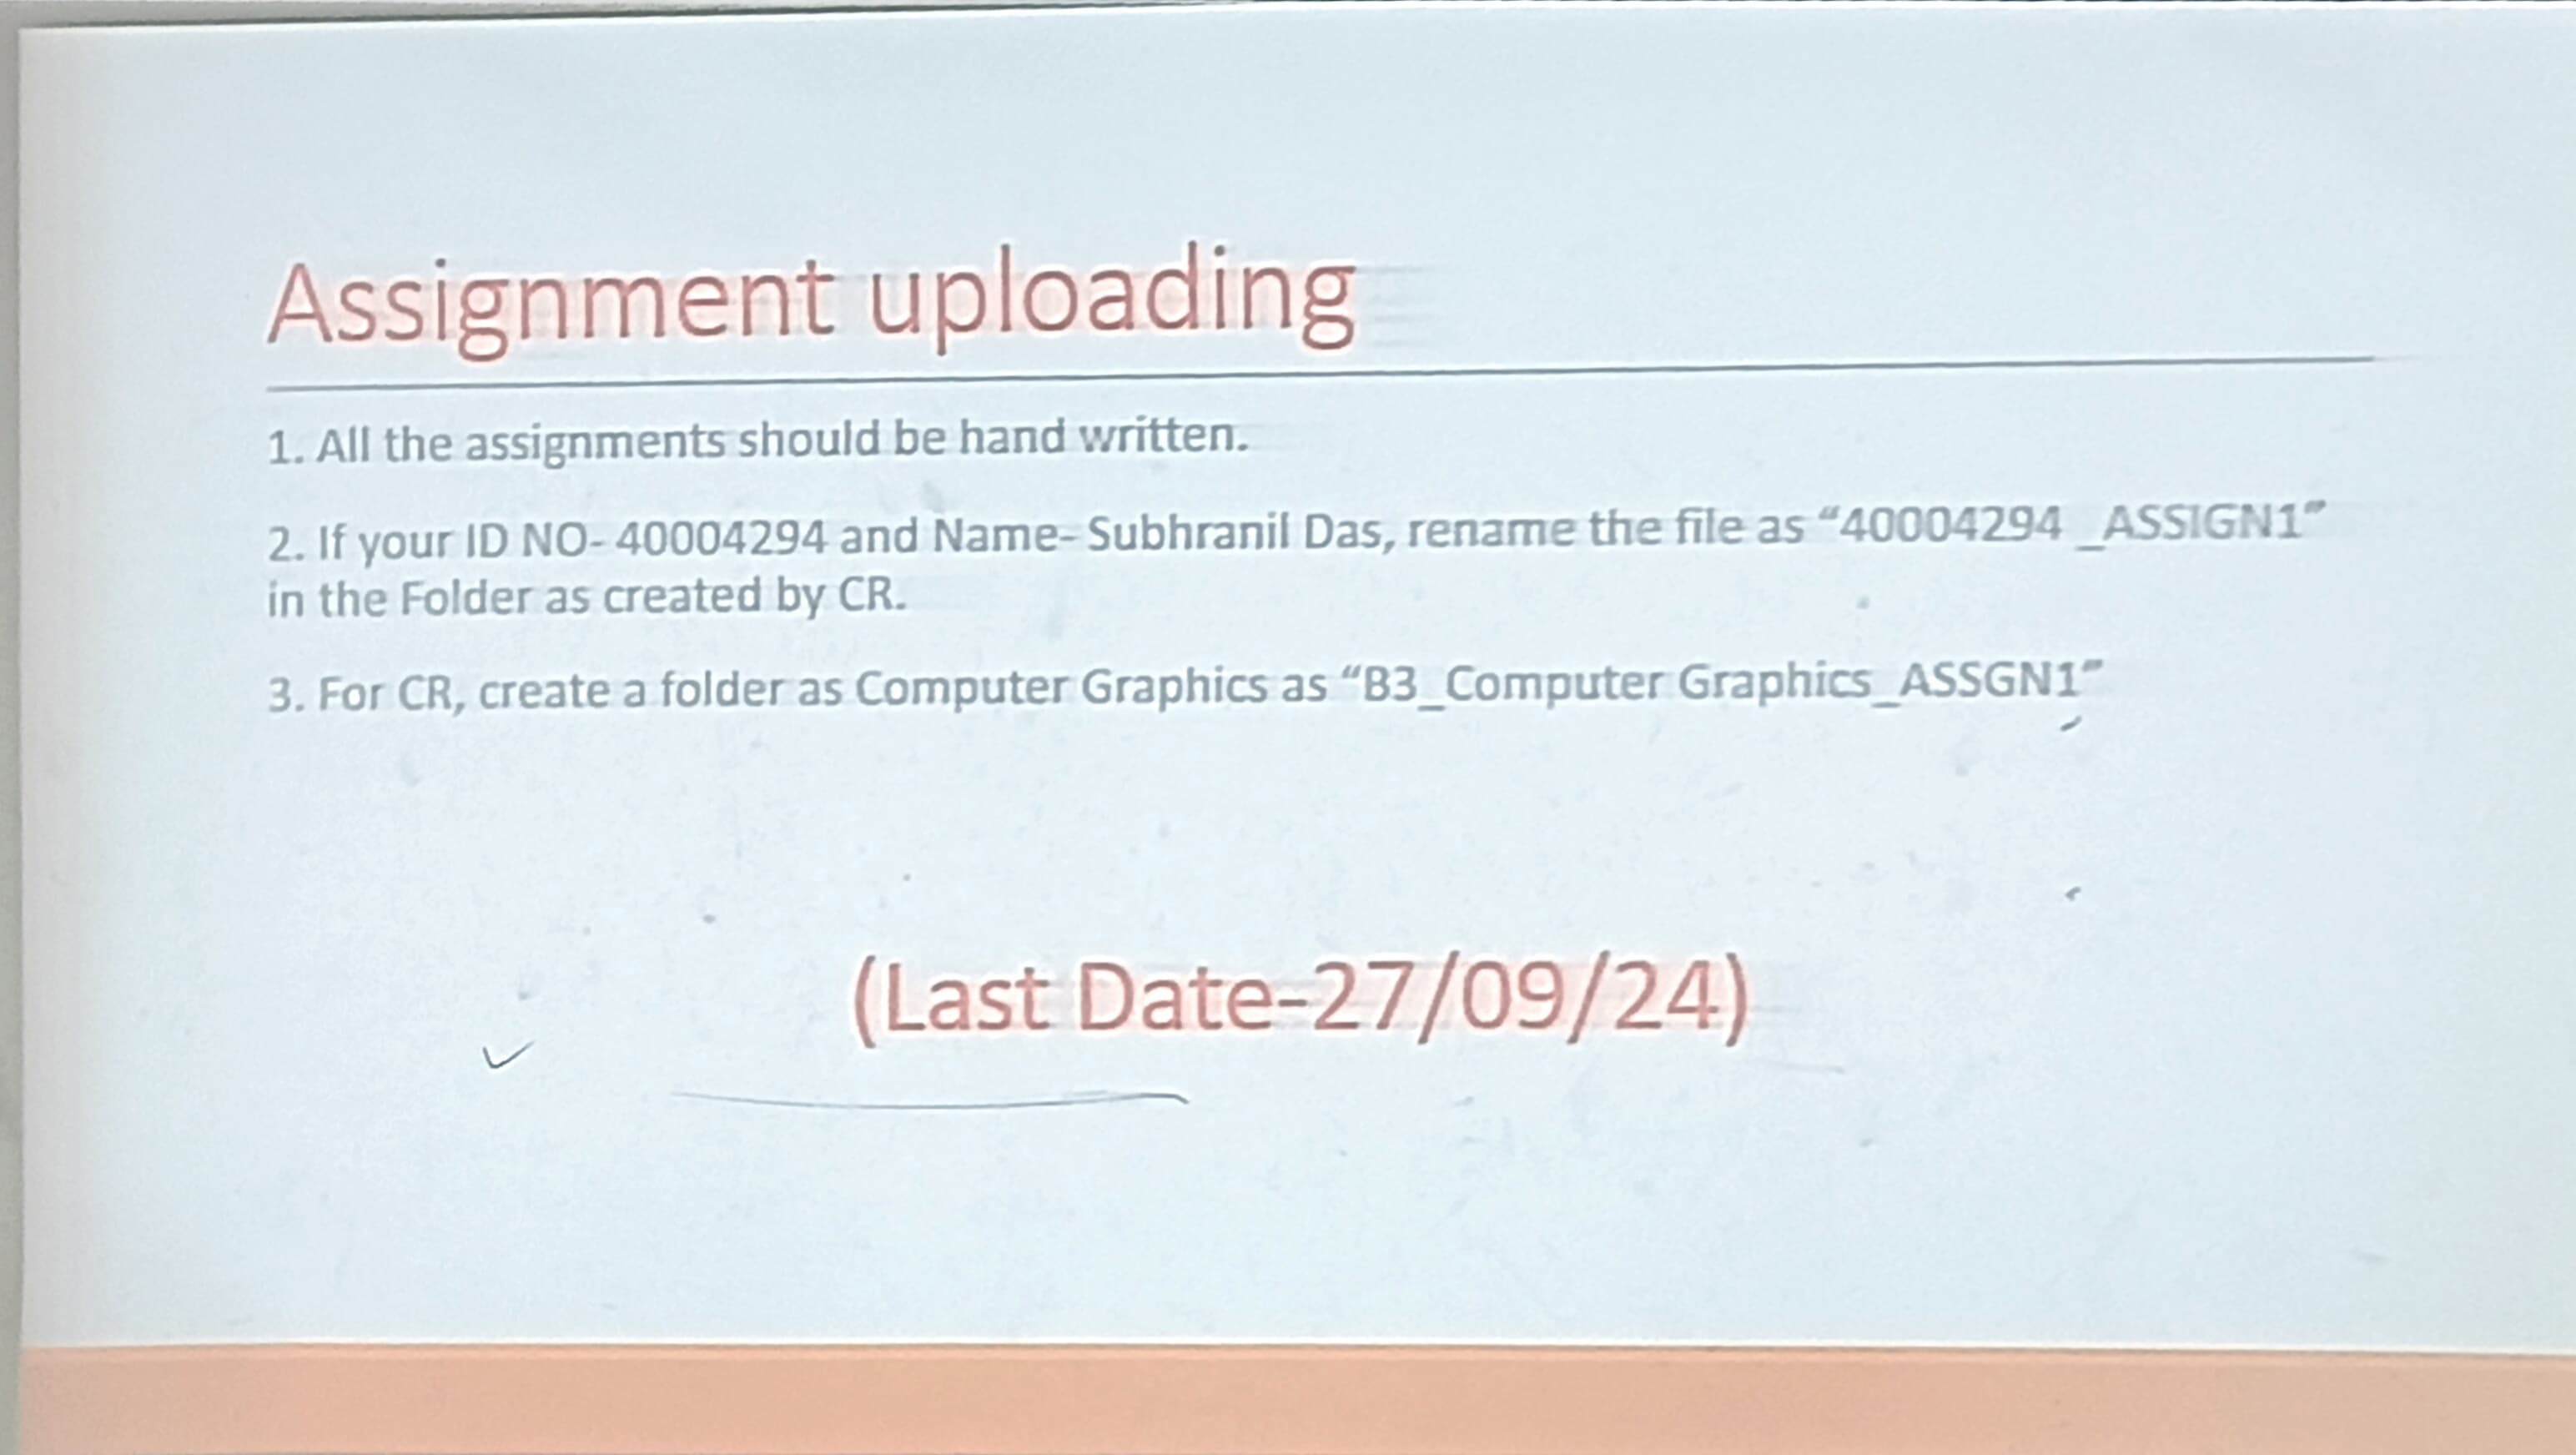 Assignment uploading
1. All the assignments should be hand written.
2. If your ID NO- 40004294 and Name- Subhranil Das, rename the file as “40004294 _ASSIGN1”
in the Folder as created by CR.
3. For CR, create a folder as Computer Graphics as “B3_Computer Graphics_ASSGN1”
(Last Date-27/09/24)